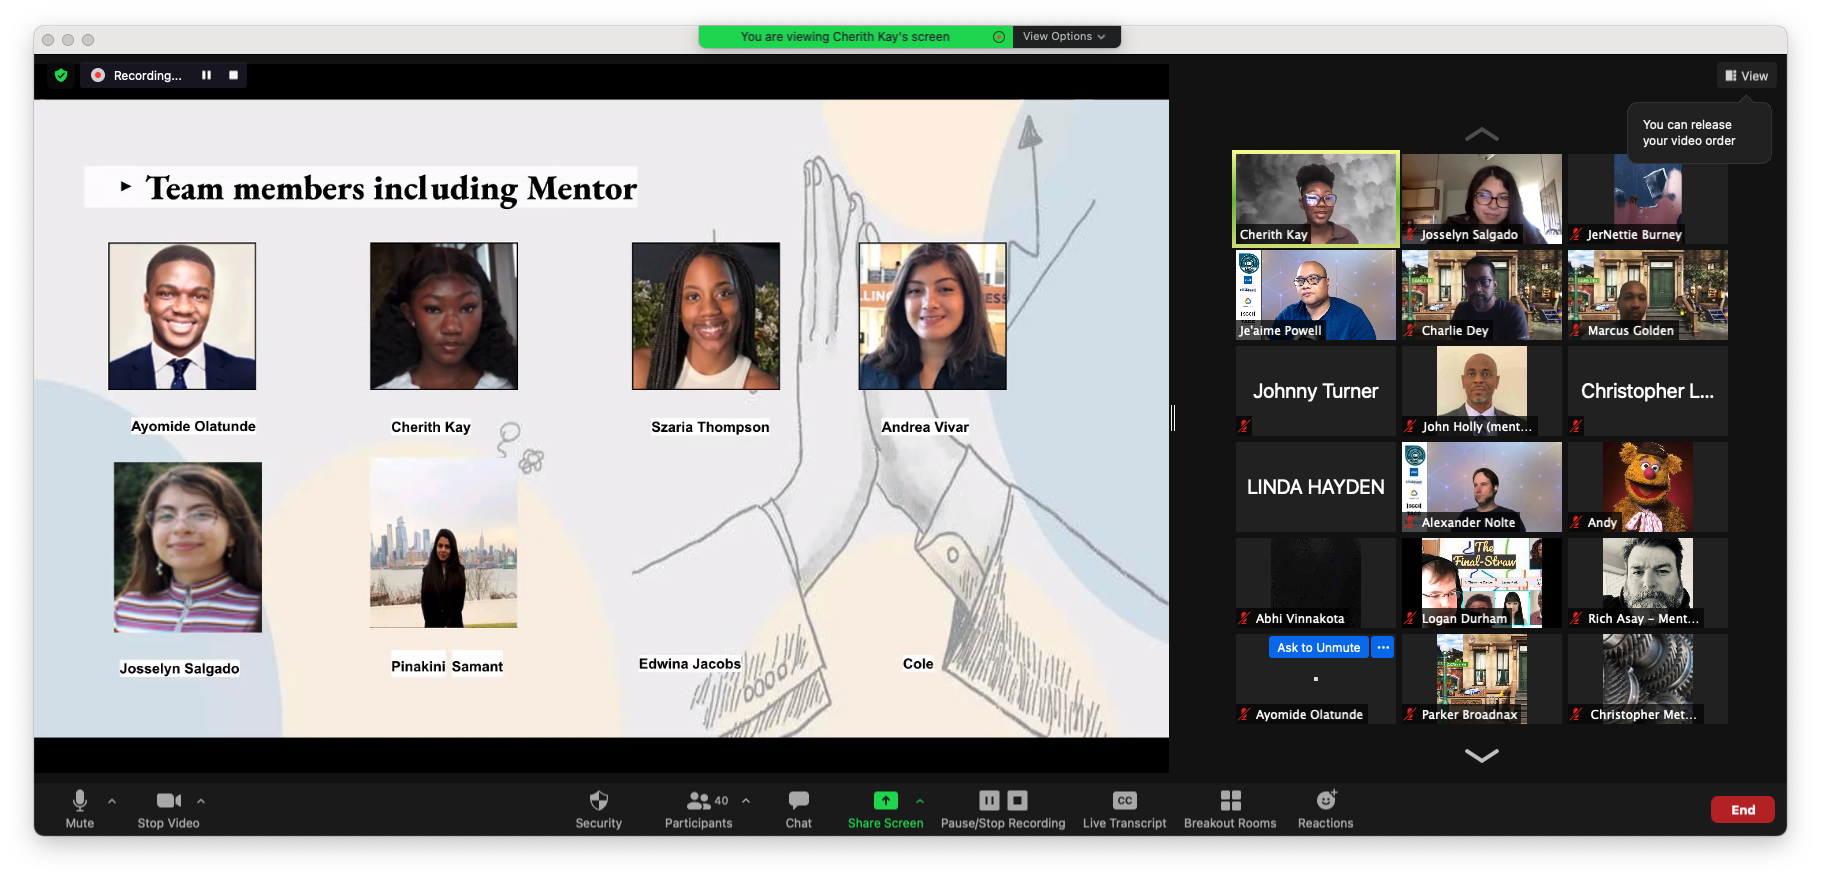 You are viewing Cherith Kay's screen
View Options
Recording...
View
You can release
your video order
Team members including Mentor
Ayomide Olatunde
Cherith Kay
Szaria Thompson
Andrea Vivar
Josselyn Salgado
Pinakini Samant
Edwina Jacobs
Cole
Cherith Kay
Josselyn Salgado
JerNettie Burney
Je'aime Powell
Charlie Dey
Marcus Golden
Johnny Turner
John Holly (ment...
Christopher L...
LINDA HAYDEN
Alexander Nolte
Andy
Abhi Vinnakota
The
Final-Straw
Logan Durham
Rich Asay - Ment...
Ask to Unmute
Ayomide Olatunde
Parker Broadnax
Christopher Met...
Mute
Stop Video
Security
40
Participants
Chat
Share Screen
Pause/Stop Recording
CC
Live Transcript
Breakout Rooms
Reactions
End